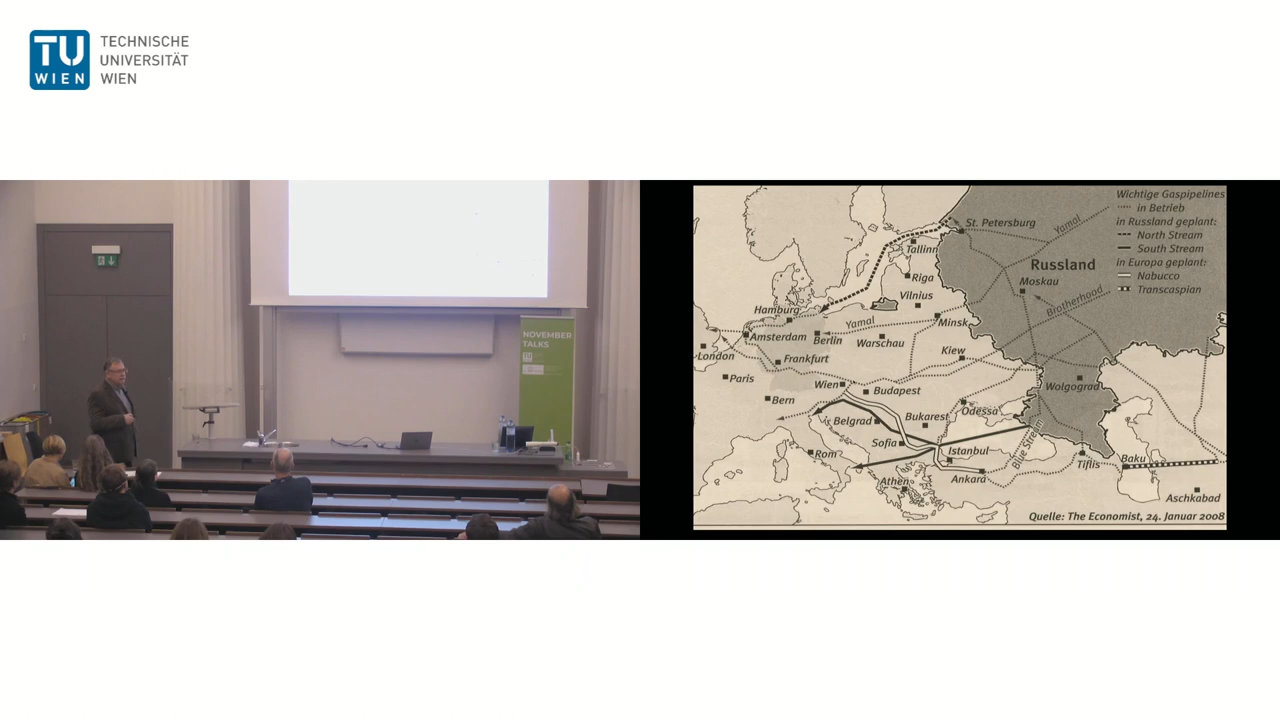 TU
WIEN
TECHNISCHE
UNIVERSITÄT
WIEN
NOVEMBER
TALKS
TU
Wichtige Gaspipelines
in Betrieb
in Russland geplant:
North Stream
South Stream
in Europa geplant:
Nabucco
Transcaspian
St. Petersburg
Yamal
Tallinn
Russland
Riga
Moskau
Vilnius
Brotherhood
Hamburg
Yamal
Minsk
Amsterdam
Berlin
Warschau
London
Frankfurt
Kiew
Paris
Wien
Budapest
Wolgograd
Bern
Odessa
Belgrad
Bukarest
Sofia
Blue Stream
Rom
Istanbul
Tiflis
Baku
Athen
Ankara
Aschkabad
Quelle: The Economist, 24. Januar 2008